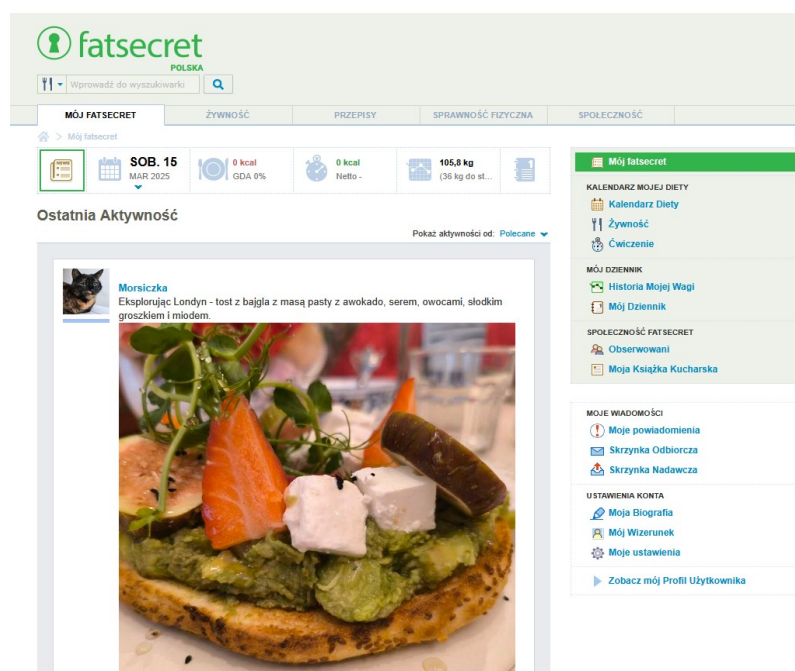 fatsecret
POLSKA
Wprowadź do wyszukiwarki
MÓJ FATSECRET ŻYWNOŚĆ PRZEPISY SPRAWNOŚĆ FIZYCZNA SPOŁECZNOŚĆ
> Mój fatsecret
NEWS
SOB. 15
MAR 2025
0 kcal
GDA 0%
0 kcal
Netto -
105,8 kg
(36 kg do st...
Ostatnia Aktywność
Pokaż aktywności od: Polecane
Morsiczka
Eksplorując Londyn - tost z bajgla z masą pasty z awokado, serem, owocami, słodkim
groszkiem i miodem.
Mój fatsecret
KALENDARZ MOJEJ DIETY
Kalendarz Diety
Żywność
Ćwiczenie
MÓJ DZIENNIK
Historia Mojej Wagi
Mój Dziennik
SPOŁECZNOŚĆ FATSECRET
Obserwowani
Moja Książka Kucharska
MOJE WIADOMOŚCI
Moje powiadomienia
Skrzynka Odbiorcza
Skrzynka Nadawcza
USTAWIENIA KONTA
Moja Biografia
Mój Wizerunek
Moje ustawienia
Zobacz mój Profil Użytkownika